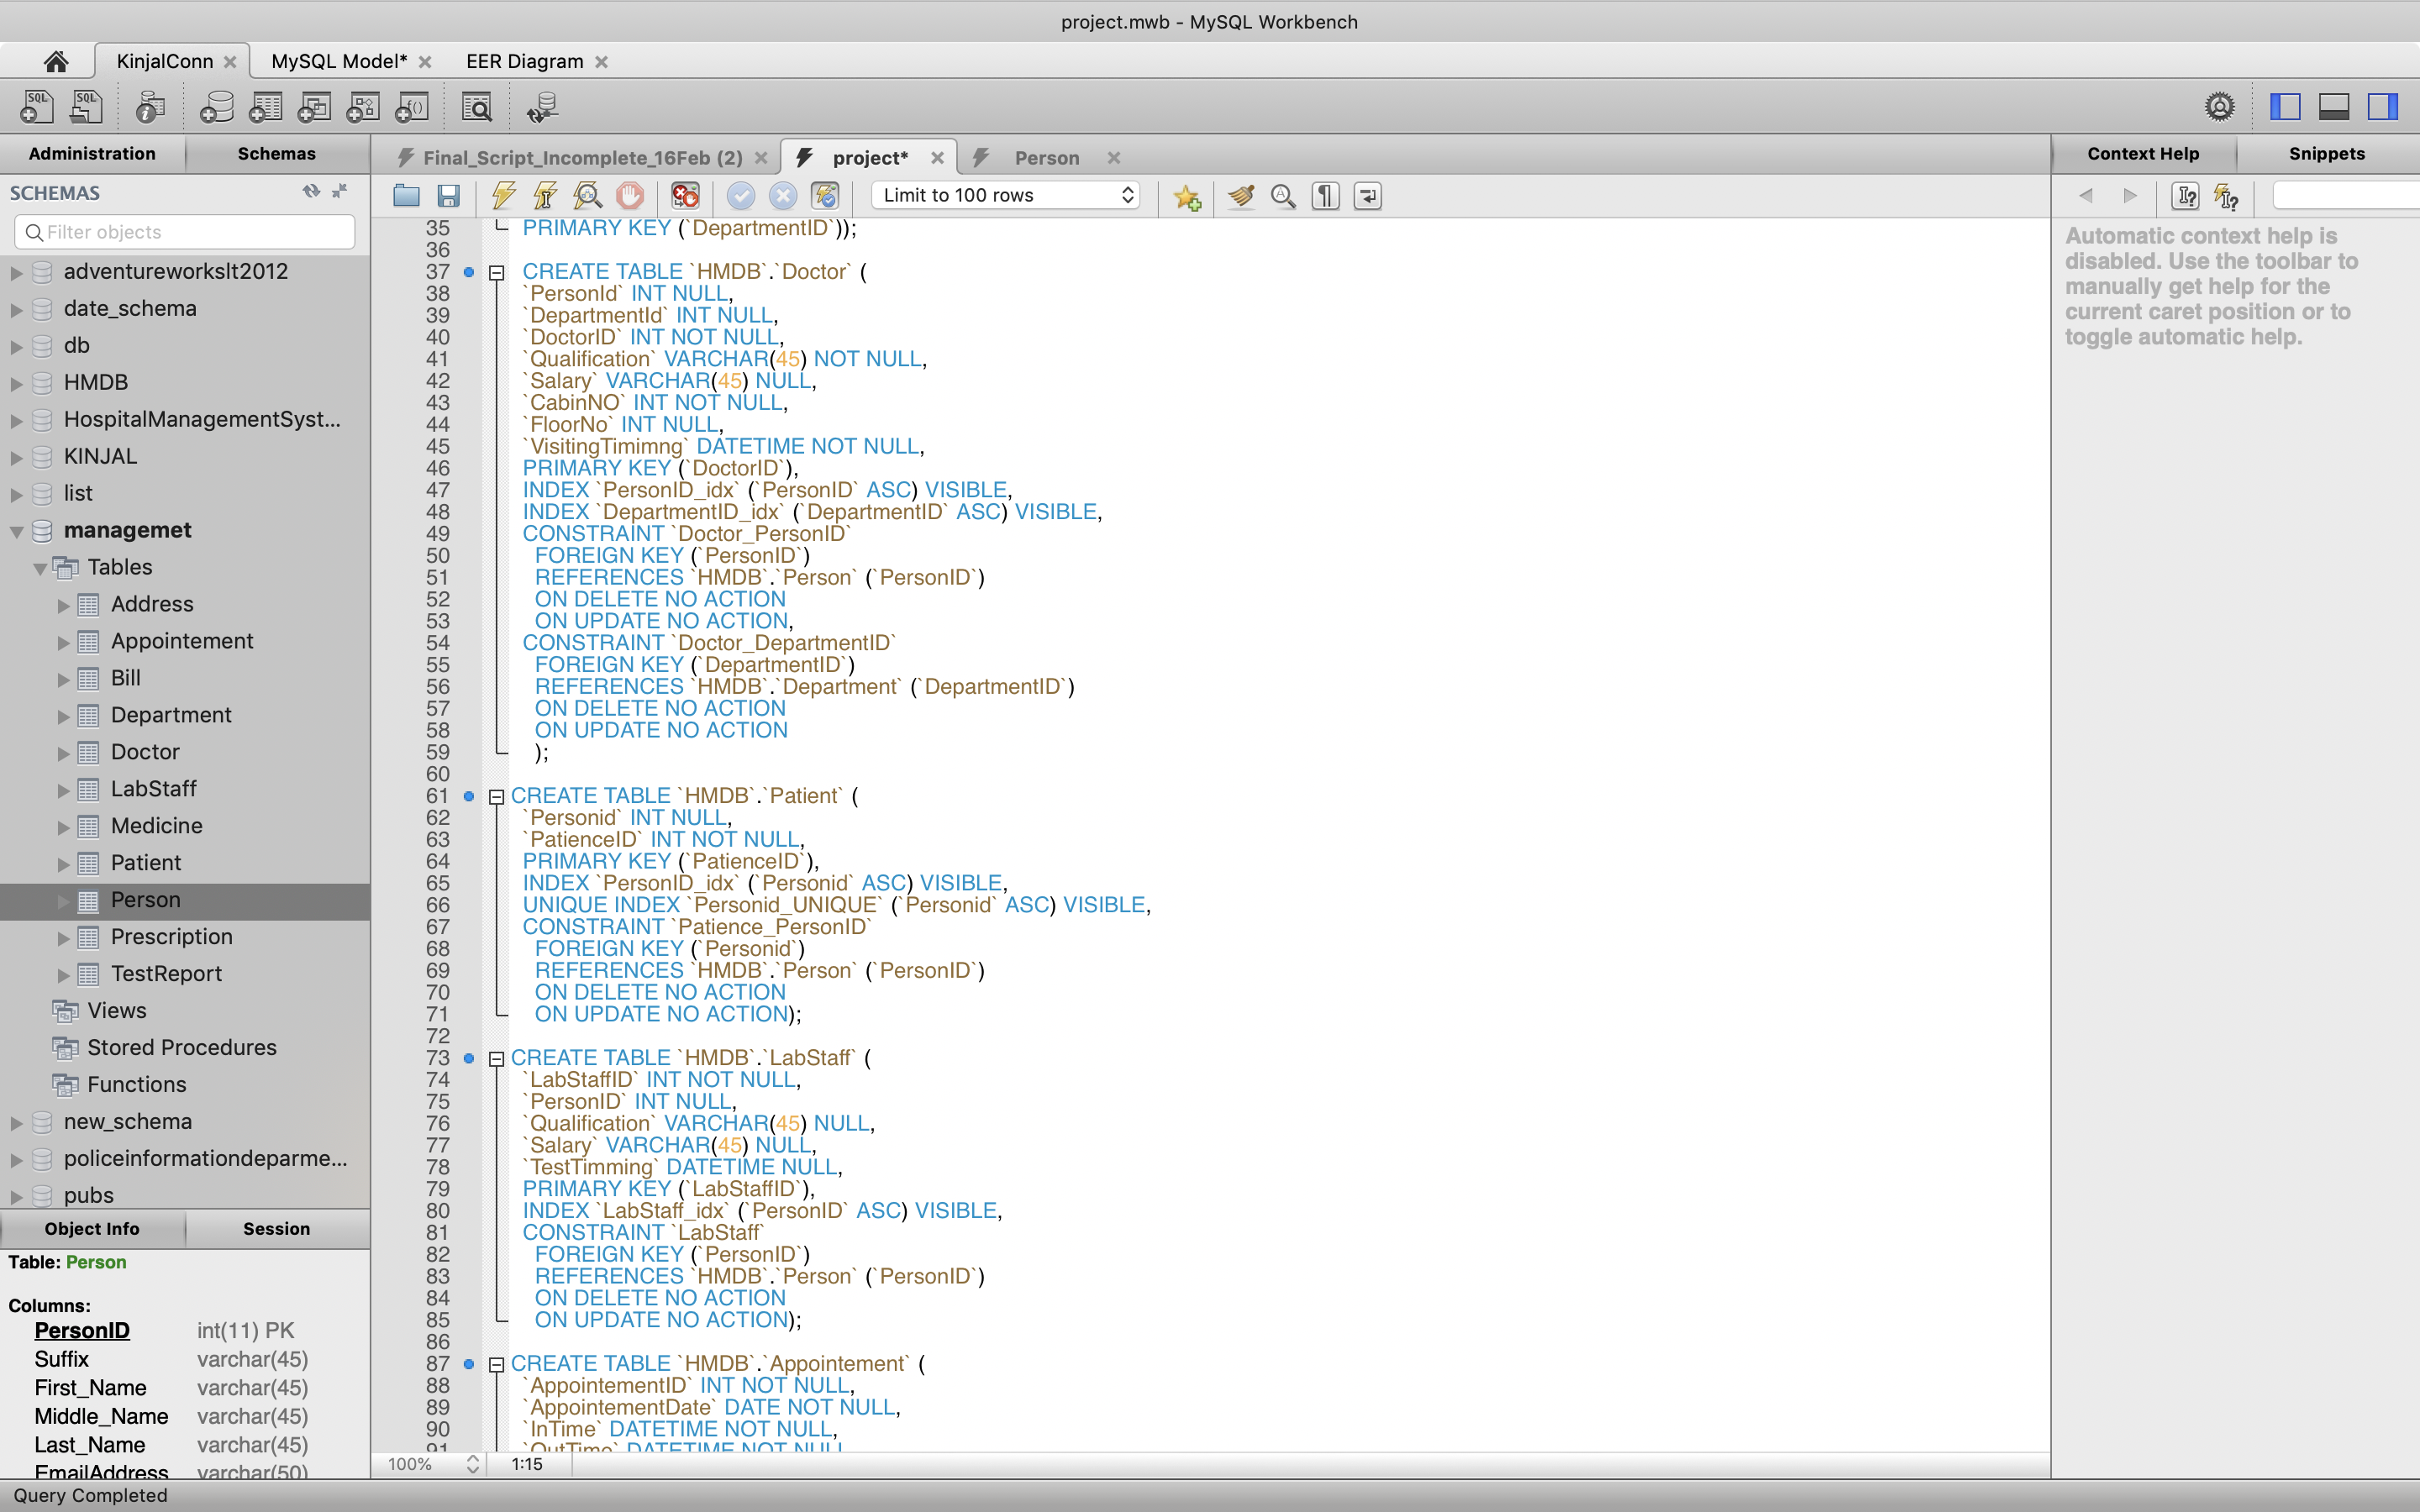 project.mwb - MySQL Workbench
KinjalConn
MySQL Model*
EER Diagram
Administration
Schemas
SCHEMAS
Filter objects
adventureworkslt2012
date_schema
db
HMDB
HospitalManagementSyst...
KINJAL
list
managemet
Tables
Address
Appointement
Bill
Department
Doctor
LabStaff
Medicine
Patient
Person
Prescription
TestReport
Views
Stored Procedures
Functions
new_schema
policeinformationdeparme...
pubs
Object Info
Session
Table: Person
Columns:
PersonID int(11) PK
Suffix varchar(45)
First_Name varchar(45)
Middle_Name varchar(45)
Last_Name varchar(45)
EmailAddress varchar(50)
Query Completed
Final_Script_Incomplete_16Feb (2)
project*
Person
Limit to 100 rows
35 PRIMARY KEY (`DepartmentID`));
36
37 CREATE TABLE `HMDB`.`Doctor` (
38 `PersonId` INT NULL,
39 `DepartmentId` INT NULL,
40 `DoctorID` INT NOT NULL,
41 `Qualification` VARCHAR(45) NOT NULL,
42 `Salary` VARCHAR(45) NULL,
43 `CabinNO` INT NOT NULL,
44 `FloorNo` INT NULL,
45 `VisitingTimimng` DATETIME NOT NULL,
46 PRIMARY KEY (`DoctorID`),
47 INDEX `PersonID_idx` (`PersonID` ASC) VISIBLE,
48 INDEX `DepartmentID_idx` (`DepartmentID` ASC) VISIBLE,
49 CONSTRAINT `Doctor_PersonID`
50 FOREIGN KEY (`PersonID`)
51 REFERENCES `HMDB`.`Person` (`PersonID`)
52 ON DELETE NO ACTION
53 ON UPDATE NO ACTION,
54 CONSTRAINT `Doctor_DepartmentID`
55 FOREIGN KEY (`DepartmentID`)
56 REFERENCES `HMDB`.`Department` (`DepartmentID`)
57 ON DELETE NO ACTION
58 ON UPDATE NO ACTION
59 );
60
61 CREATE TABLE `HMDB`.`Patient` (
62 `Personid` INT NULL,
63 `PatienceID` INT NOT NULL,
64 PRIMARY KEY (`PatienceID`),
65 INDEX `PersonID_idx` (`Personid` ASC) VISIBLE,
66 UNIQUE INDEX `Personid_UNIQUE` (`Personid` ASC) VISIBLE,
67 CONSTRAINT `Patience_PersonID`
68 FOREIGN KEY (`Personid`)
69 REFERENCES `HMDB`.`Person` (`PersonID`)
70 ON DELETE NO ACTION
71 ON UPDATE NO ACTION);
72
73 CREATE TABLE `HMDB`.`LabStaff` (
74 `LabStaffID` INT NOT NULL,
75 `PersonID` INT NULL,
76 `Qualification` VARCHAR(45) NULL,
77 `Salary` VARCHAR(45) NULL,
78 `TestTimming` DATETIME NULL,
79 PRIMARY KEY (`LabStaffID`),
80 INDEX `LabStaff_idx` (`PersonID` ASC) VISIBLE,
81 CONSTRAINT `LabStaff`
82 FOREIGN KEY (`PersonID`)
83 REFERENCES `HMDB`.`Person` (`PersonID`)
84 ON DELETE NO ACTION
85 ON UPDATE NO ACTION);
86
87 CREATE TABLE `HMDB`.`Appointement` (
88 `AppointementID` INT NOT NULL,
89 `AppointementDate` DATE NOT NULL,
90 `InTime` DATETIME NOT NULL,
91 `OutTime` DATETIME NOT NULL
100%
1:15
Context Help
Snippets
Automatic context help is
disabled. Use the toolbar to
manually get help for the
current caret position or to
toggle automatic help.